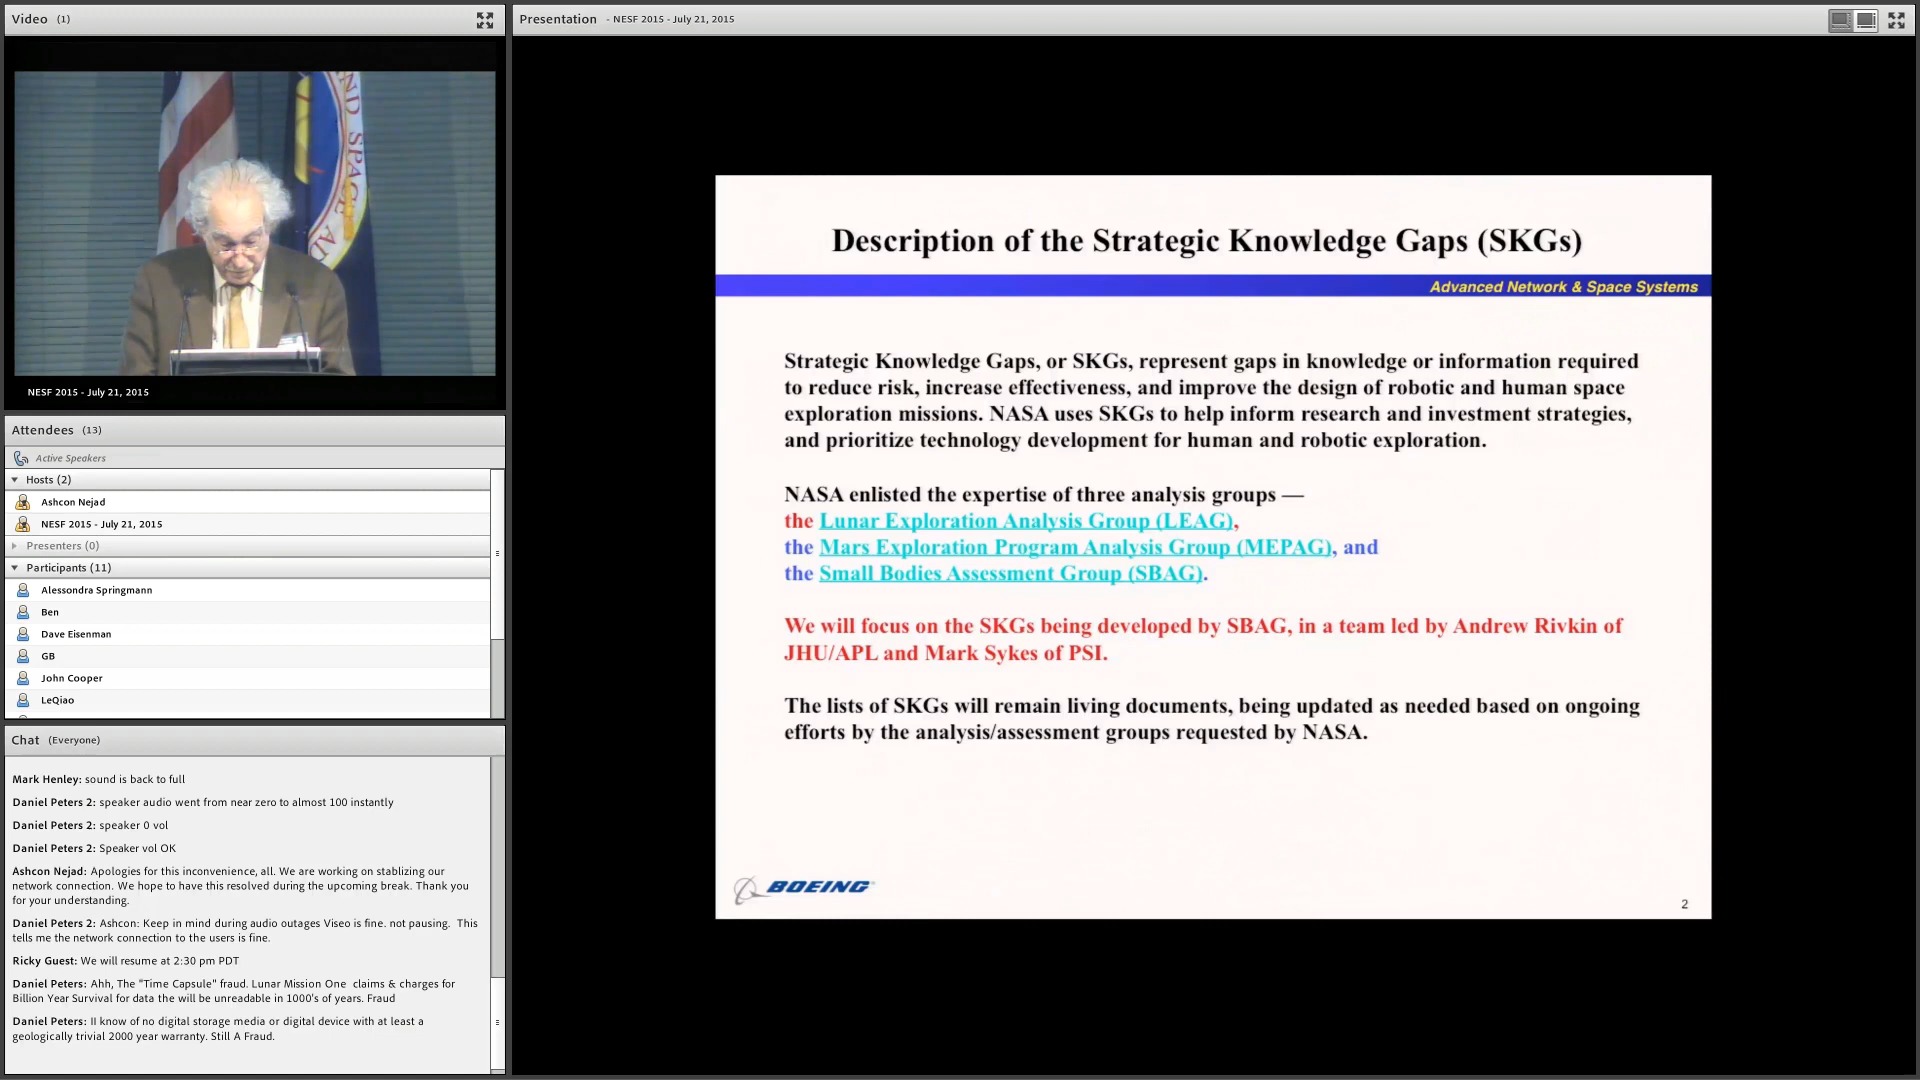 Video (1)
AND SPACE AD
NESF 2015 - July 21, 2015
Attendees (13)
Active Speakers
Hosts (2)
Ashcon Nejad
NESF 2015 - July 21, 2015
Presenters (0)
Participants (11)
Alessondra Springmann
Ben
Dave Eisenman
GB
John Cooper
LeQiao
Chat (Everyone)
Mark Henley: sound is back to full
Daniel Peters 2: speaker audio went from near zero to almost 100 instantly
Daniel Peters 2: speaker 0 vol
Daniel Peters 2: Speaker vol OK
Ashcon Nejad: Apologies for this inconvenience, all. We are working on stablizing our
network connection. We hope to have this resolved during the upcoming break. Thank you
for your understanding.
Daniel Peters 2: Ashcon: Keep in mind during audio outages Viseo is fine. not pausing. This
tells me the network connection to the users is fine.
Ricky Guest: We will resume at 2:30 pm PDT
Daniel Peters: Ahh, The "Time Capsule" fraud. Lunar Mission One claims & charges for
Billion Year Survival for data the will be unreadable in 1000's of years. Fraud
Daniel Peters: II know of no digital storage media or digital device with at least a
geologically trivial 2000 year warranty. Still A Fraud.
Presentation - NESF 2015 - July 21, 2015
Description of the Strategic Knowledge Gaps (SKGs)
Advanced Network & Space Systems
Strategic Knowledge Gaps, or SKGs, represent gaps in knowledge or information required
to reduce risk, increase effectiveness, and improve the design of robotic and human space
exploration missions. NASA uses SKGs to help inform research and investment strategies,
and prioritize technology development for human and robotic exploration.
NASA enlisted the expertise of three analysis groups —
the Lunar Exploration Analysis Group (LEAG),
the Mars Exploration Program Analysis Group (MEPAG), and
the Small Bodies Assessment Group (SBAG).
We will focus on the SKGs being developed by SBAG, in a team led by Andrew Rivkin of
JHU/APL and Mark Sykes of PSI.
The lists of SKGs will remain living documents, being updated as needed based on ongoing
efforts by the analysis/assessment groups requested by NASA.
BOEING
2